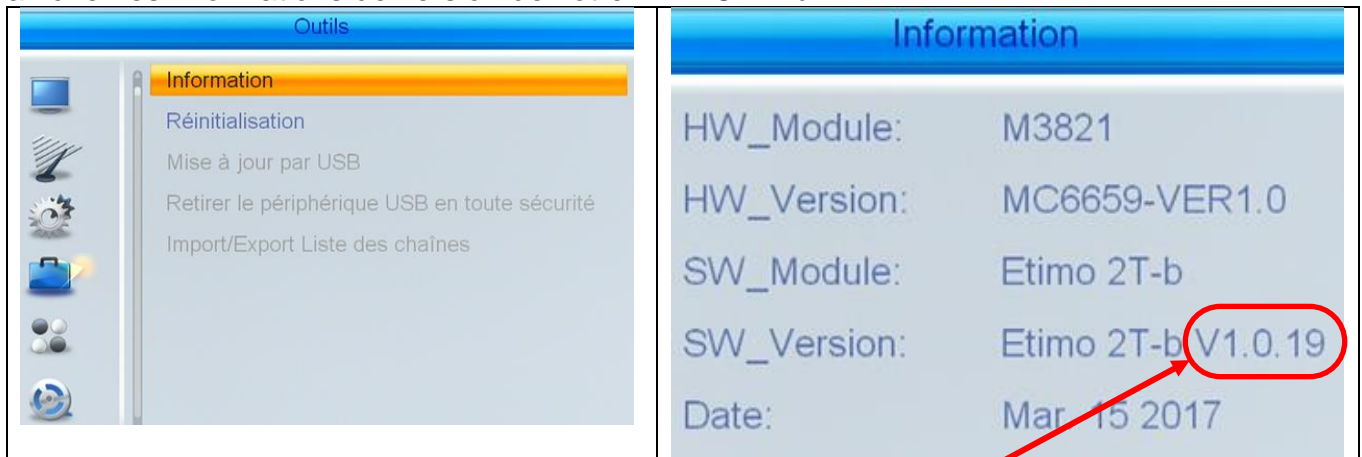 Outils
Information
Réinitialisation
Mise à jour par USB
Retirer le périphérique USB en toute sécurité
Import/Export Liste des chaînes
Information
HW_Module: M3821
HW_Version: MC6659-VER1.0
SW_Module: Etimo 2T-b
SW_Version: Etimo 2T-b V1.0.19
Date: Mar. 15 2017